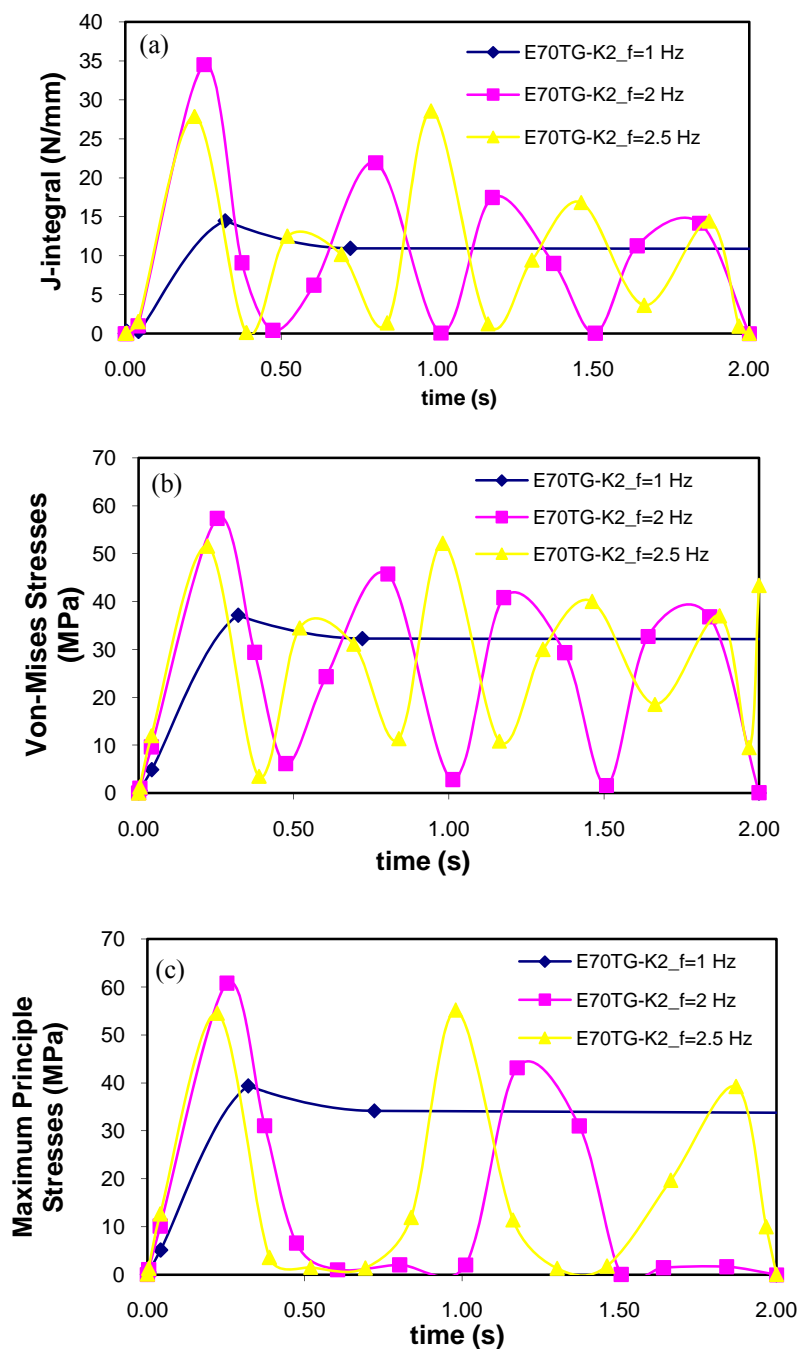 (a)
E70TG-K2_f=1 Hz
E70TG-K2_f=2 Hz
E70TG-K2_f=2.5 Hz
J-integral (N/mm)
40
35
30
25
20
15
10
5
0
0.00 0.50 1.00 1.50 2.00
time (s)
(b)
E70TG-K2_f=1 Hz
E70TG-K2_f=2 Hz
E70TG-K2_f=2.5 Hz
Von-Mises Stresses
(MPa)
70
60
50
40
30
20
10
0
0.00 0.50 1.00 1.50 2.00
time (s)
(c)
E70TG-K2_f=1 Hz
E70TG-K2_f=2 Hz
E70TG-K2_f=2.5 Hz
Maximum Principle
Stresses (MPa)
70
60
50
40
30
20
10
0
0.00 0.50 1.00 1.50 2.00
time (s)